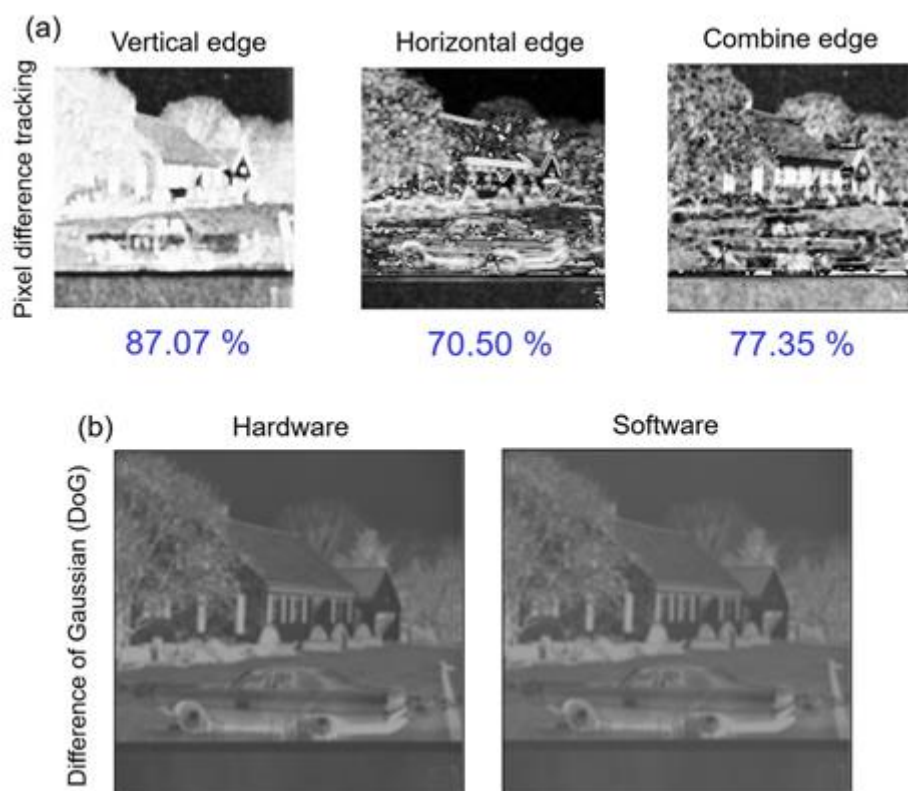 (a)
Vertical edge
Horizontal edge
Combine edge
Pixel difference tracking
87.07 %
70.50 %
77.35 %
(b)
Hardware
Software
Difference of Gaussian (DoG)